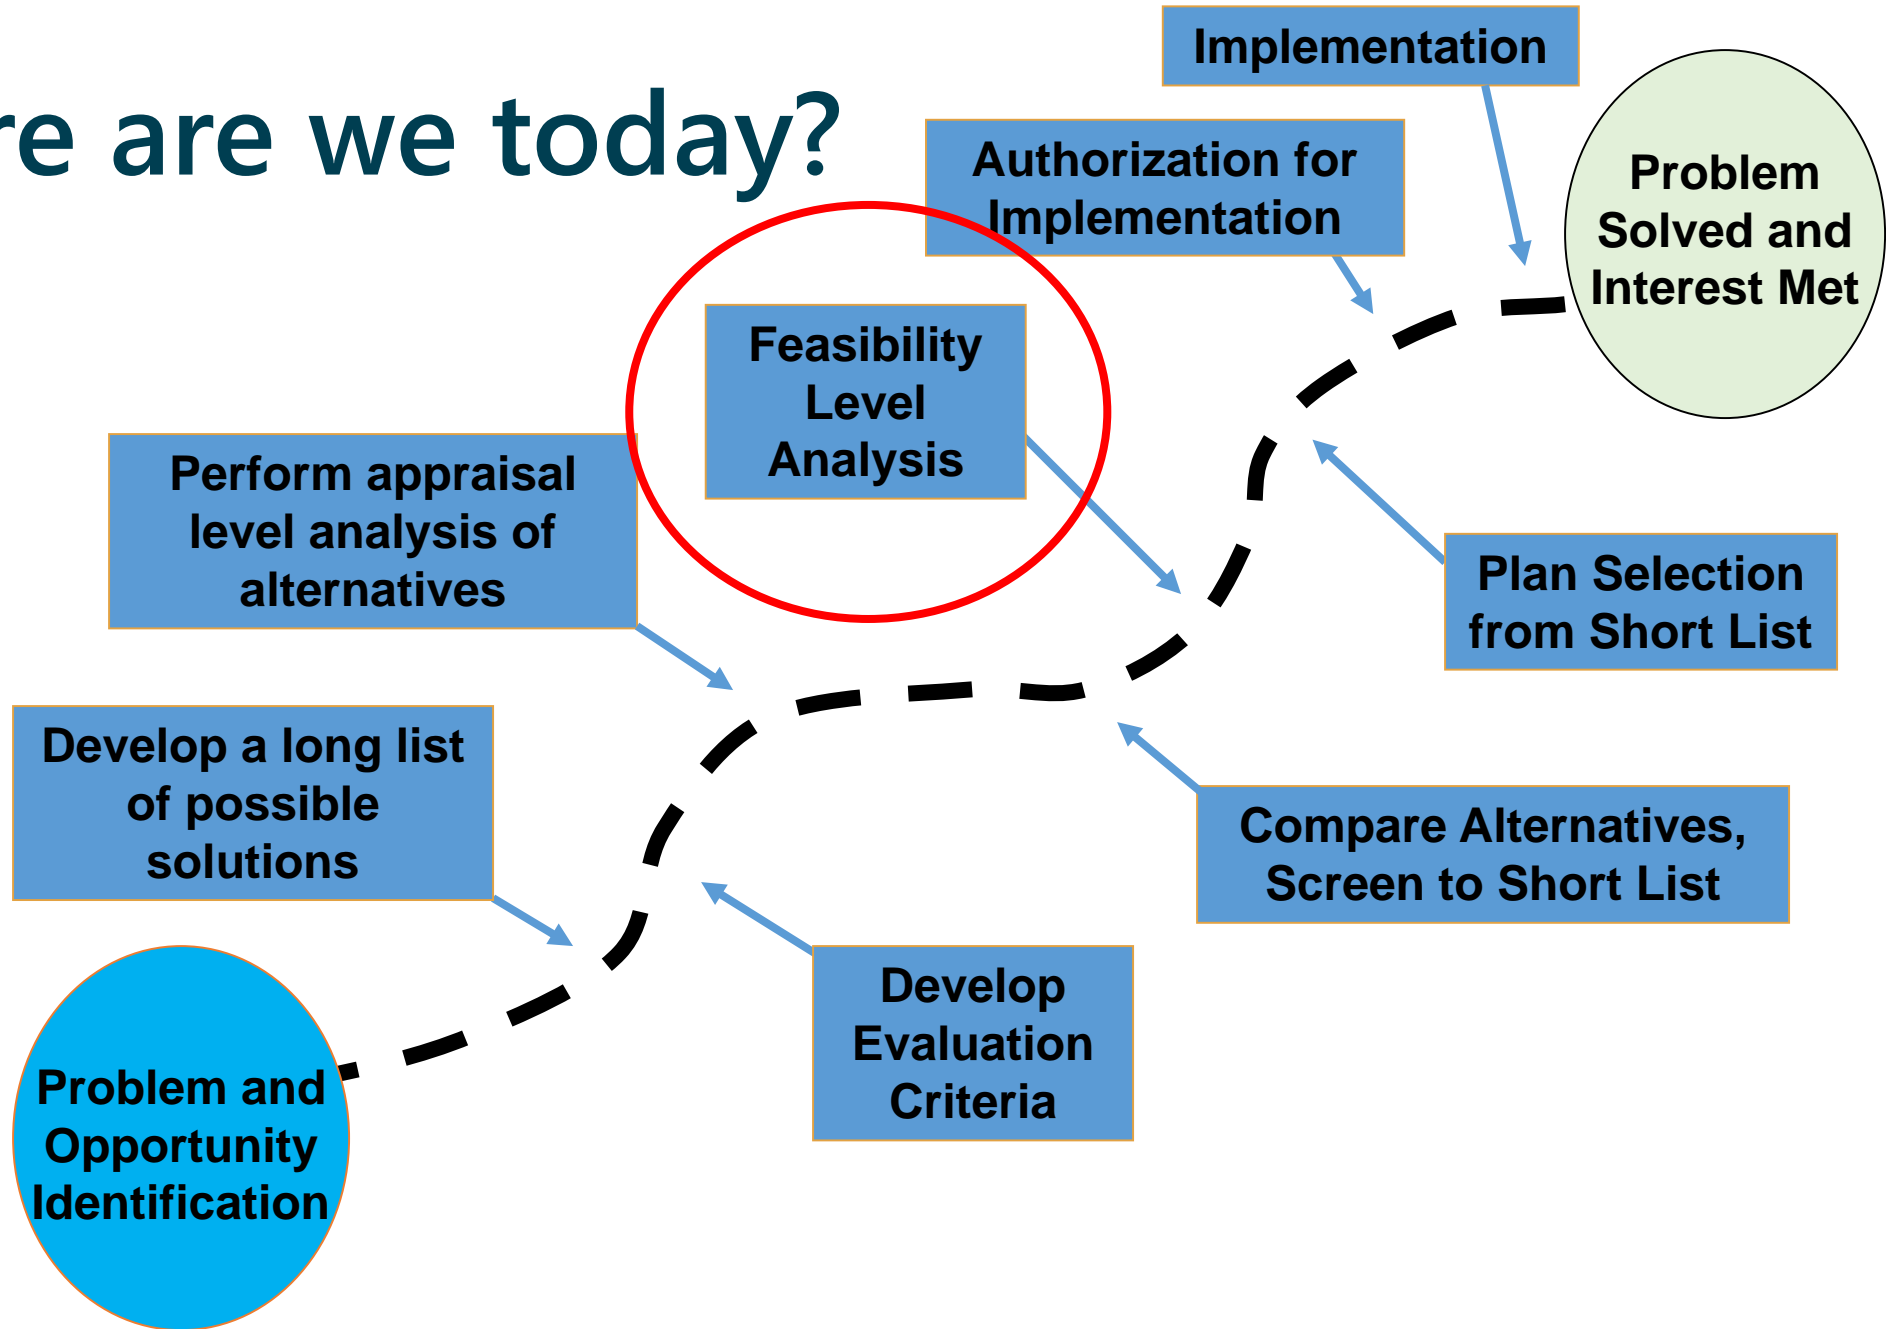 re are we today?
Implementation
Authorization for
Implementation
Problem
Solved and
Interest Met
Feasibility
Level
Analysis
Perform appraisal
level analysis of
alternatives
Plan Selection
from Short List
Develop a long list
of possible
solutions
Compare Alternatives,
Screen to Short List
Develop
Evaluation
Criteria
Problem and
Opportunity
Identification